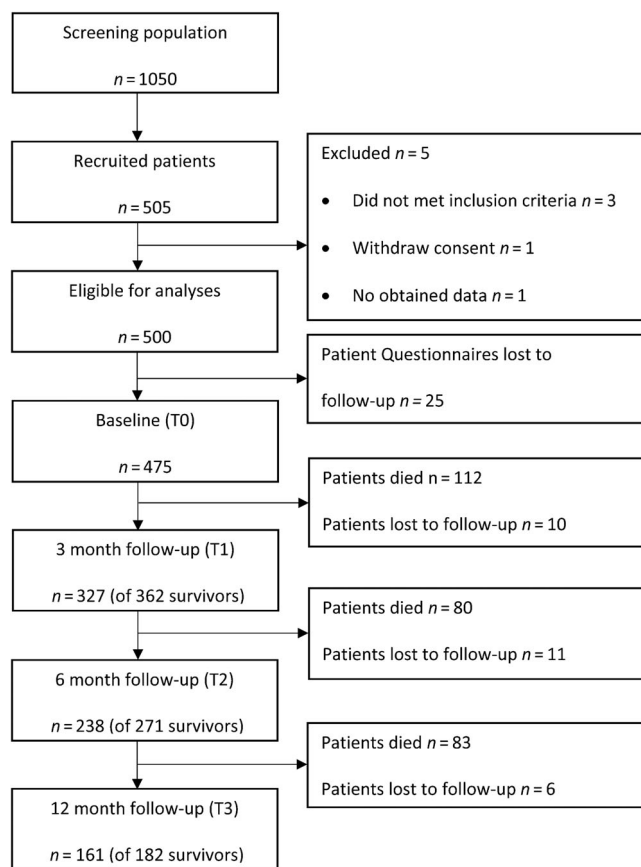 Screening population
n = 1050
Recruited patients
n = 505
Excluded n = 5
• Did not met inclusion criteria n = 3
• Withdraw consent n = 1
• No obtained data n = 1
Eligible for analyses
n = 500
Patient Questionnaires lost to
follow-up n = 25
Baseline (T0)
n = 475
Patients died n = 112
Patients lost to follow-up n = 10
3 month follow-up (T1)
n = 327 (of 362 survivors)
Patients died n = 80
Patients lost to follow-up n = 11
6 month follow-up (T2)
n = 238 (of 271 survivors)
Patients died n = 83
Patients lost to follow-up n = 6
12 month follow-up (T3)
n = 161 (of 182 survivors)